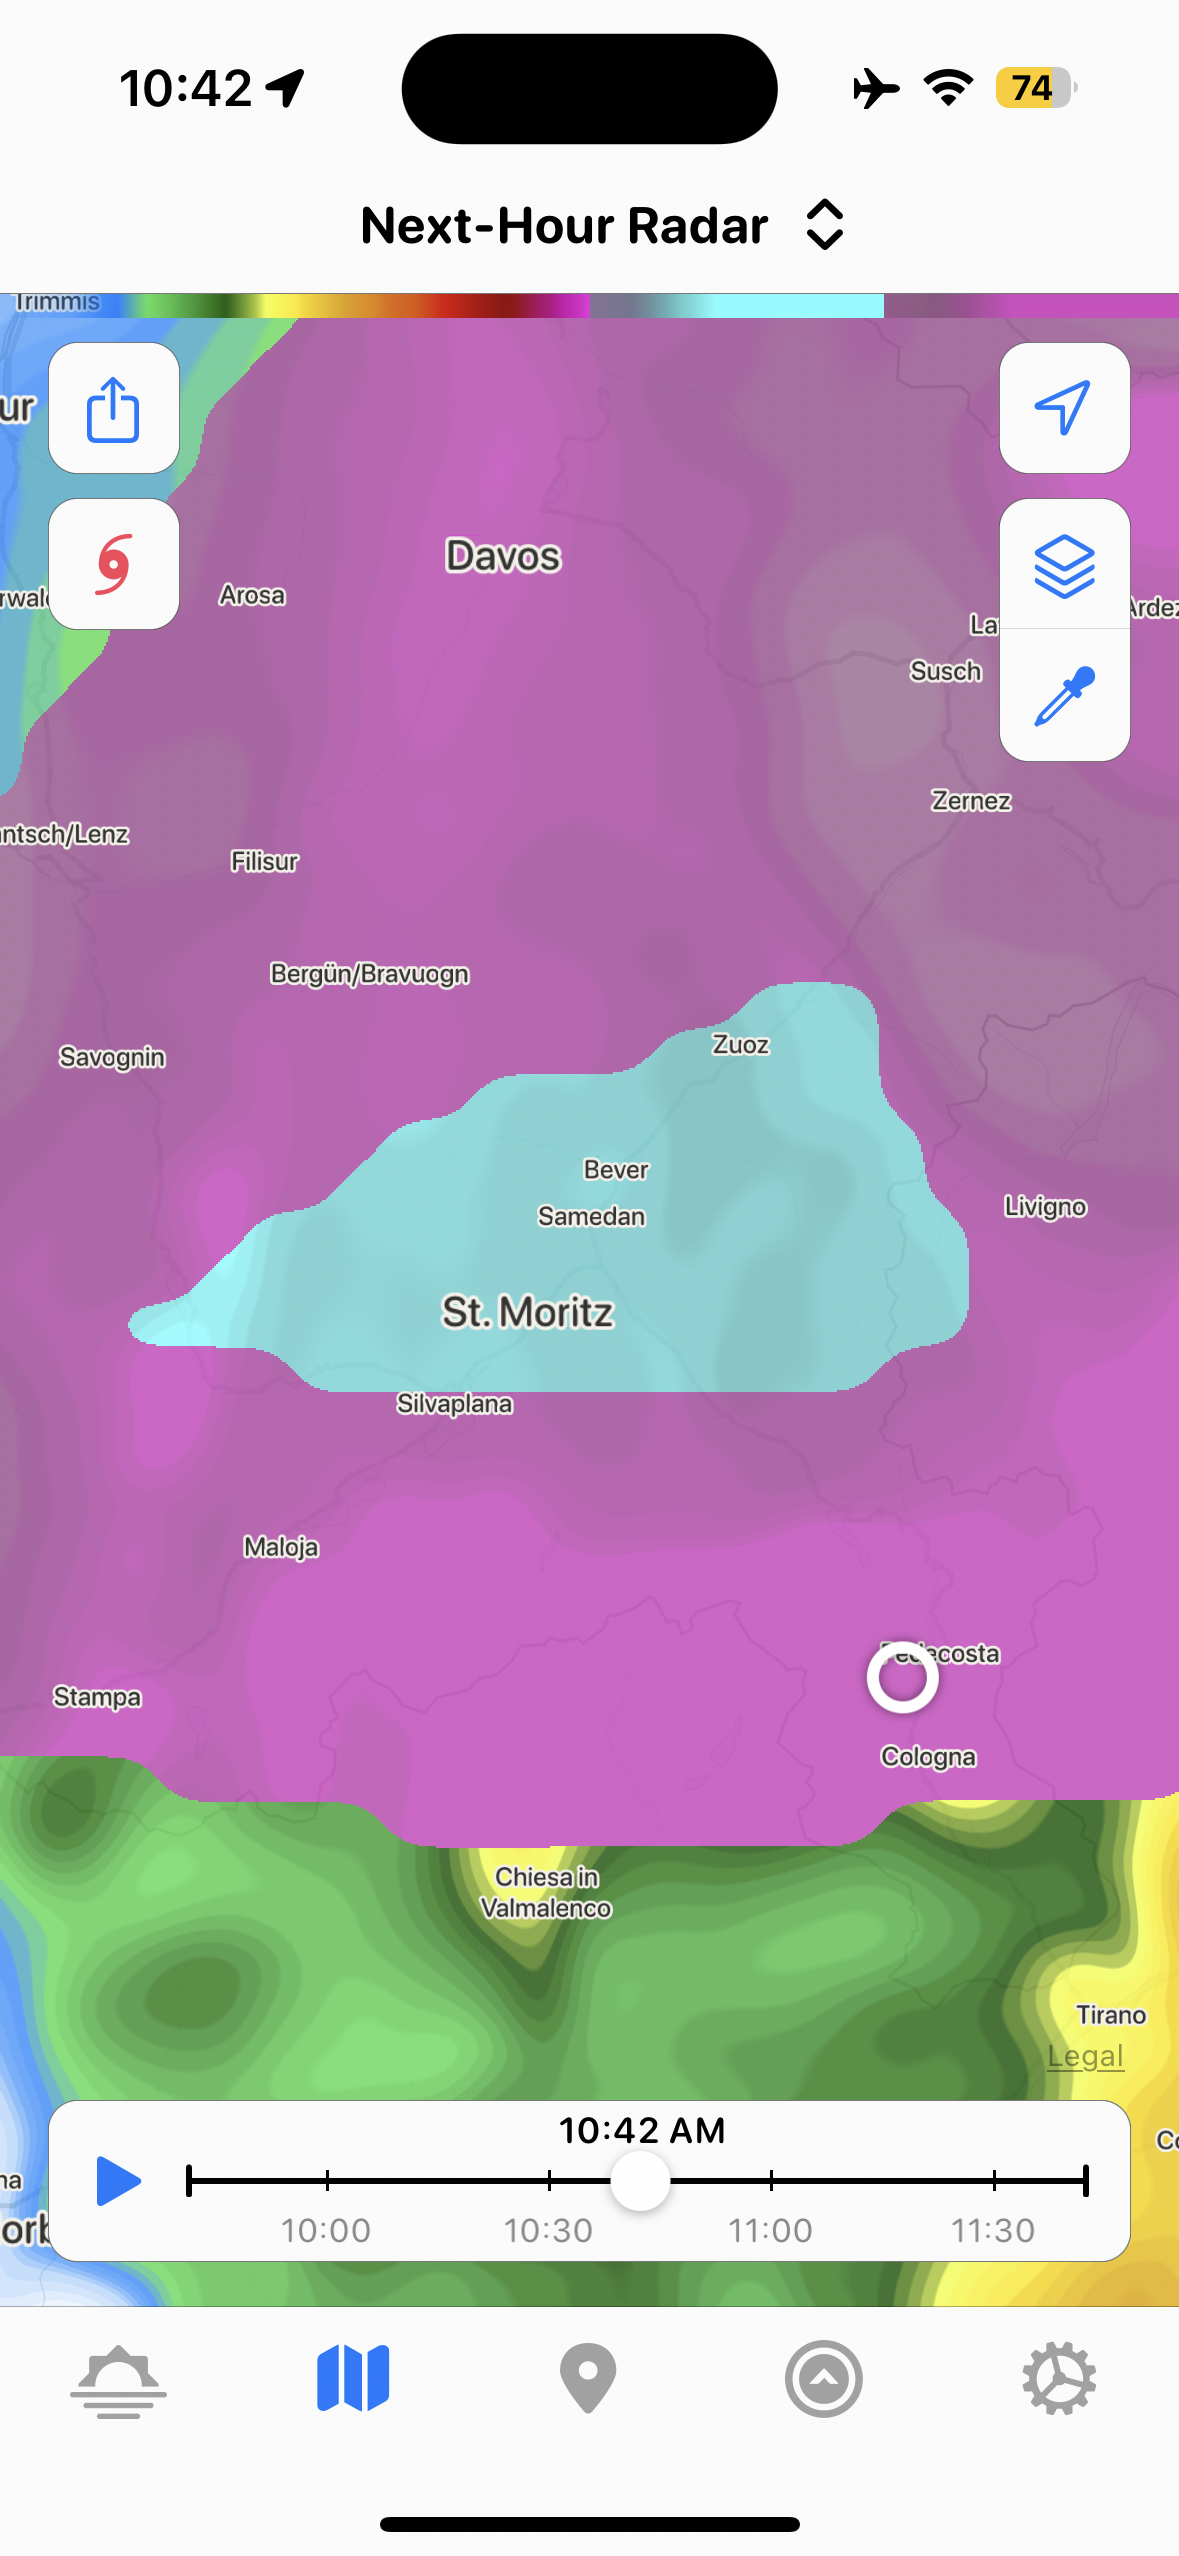 10:42
74
Next-Hour Radar
Trimmis
ur
Davos
Arosa
Susch
Zernez
Filisur
Bergün/Bravuogn
Savognin
Zuoz
Bever
Samedan
Livigno
St. Moritz
Silvaplana
Maloja
Stampa
Cologna
Chiesa in
Valmalenco
Tirano
Legal
10:42 AM
10:00
10:30
11:00
11:30